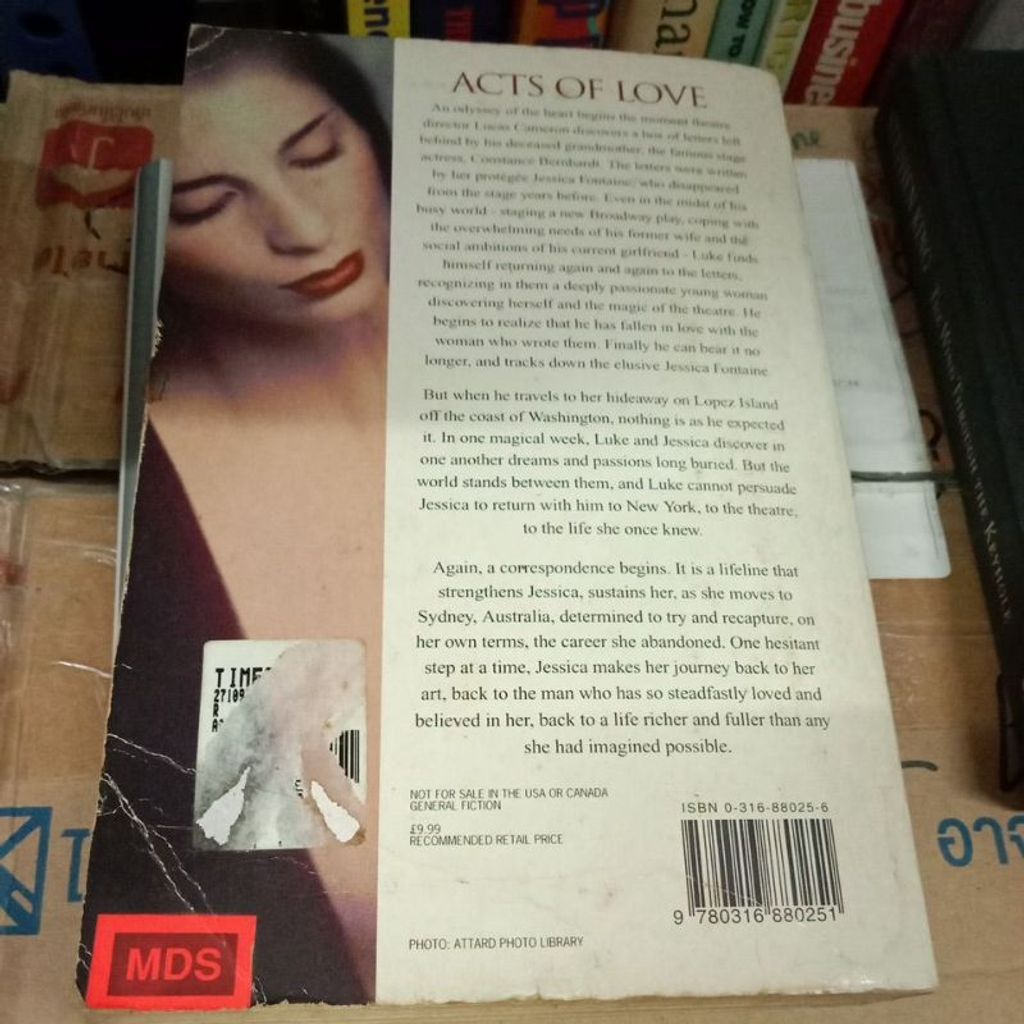 ACTS OF LOVE
An odyssey of the heart begins the moment theatre
director Lucas Cameron discovers a box of letters left
behind by his deceased grandmother, the famous stage
actress, Constance Bernhardt. The letters were written
by her protégée Jessica Fontaine, who disappeared
from the stage years before. Even in the midst of his
busy world - staging a new Broadway play, coping with
the overwhelming needs of his former wife and the
social ambitions of his current girlfriend - Luke finds
himself returning again and again to the letters,
recognizing in them a deeply passionate young woman
discovering herself and the magic of the theatre. He
begins to realize that he has fallen in love with the
woman who wrote them. Finally he can bear it no
longer, and tracks down the elusive Jessica Fontaine
But when he travels to her hideaway on Lopez Island
off the coast of Washington, nothing is as he expected
it. In one magical week, Luke and Jessica discover in
one another dreams and passions long buried. But the
world stands between them, and Luke cannot persuade
Jessica to return with him to New York, to the theatre,
to the life she once knew.
Again, a correspondence begins. It is a lifeline that
strengthens Jessica, sustains her, as she moves to
Sydney, Australia, determined to try and recapture, on
her own terms, the career she abandoned. One hesitant
step at a time, Jessica makes her journey back to her
art, back to the man who has so steadfastly loved and
believed in her, back to a life richer and fuller than any
she had imagined possible.
NOT FOR SALE IN THE USA OR CANADA
GENERAL FICTION
£9.99
RECOMMENDED RETAIL PRICE
ISBN 0-316-88025-6
9 780316 880251
PHOTO: ATTARD PHOTO LIBRARY
MDS
TIME
HOW TO
busine
อาจ